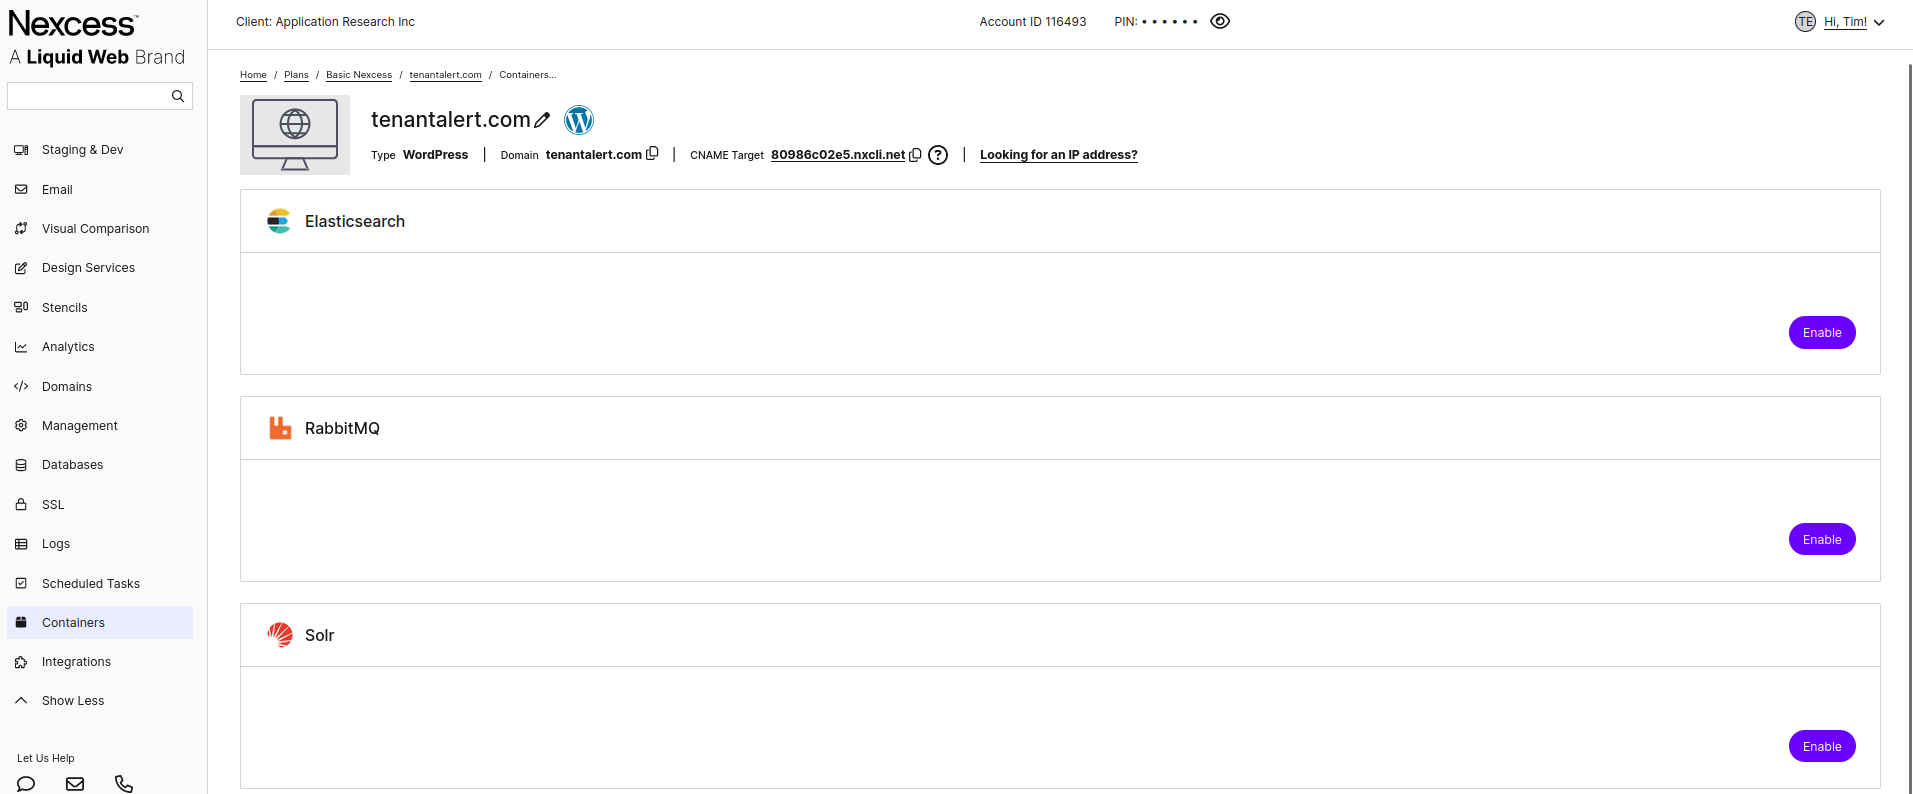 Nexcess™
A Liquid Web Brand
Client: Application Research Inc
Account ID 116493
PIN: • • • • • •
TE
Hi, Tim!
Home / Plans / Basic Nexcess / tenantalert.com / Containers...
tenantalert.com
Type WordPress | Domain tenantalert.com | CNAME Target 80986c02e5.nxcli.net ? | Looking for an IP address?
Staging & Dev
Email
Visual Comparison
Design Services
Stencils
Analytics
Domains
Management
Databases
SSL
Logs
Scheduled Tasks
Containers
Integrations
Show Less
Let Us Help
Elasticsearch
Enable
RabbitMQ
Enable
Solr
Enable